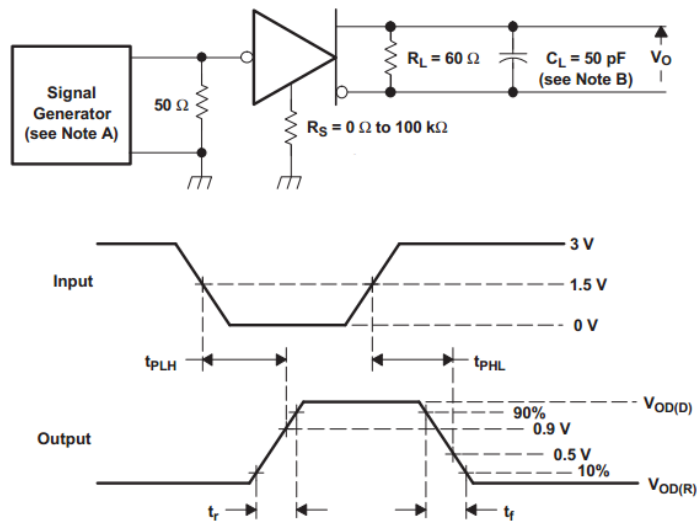 Signal
Generator
(see Note A)
50 Ω
R_S = 0 Ω to 100 kΩ
R_L = 60 Ω
C_L = 50 pF
(see Note B)
V_O
Input
3 V
1.5 V
0 V
t_PLH
t_PHL
Output
V_OD(D)
90%
0.9 V
0.5 V
10%
V_OD(R)
t_r
t_f